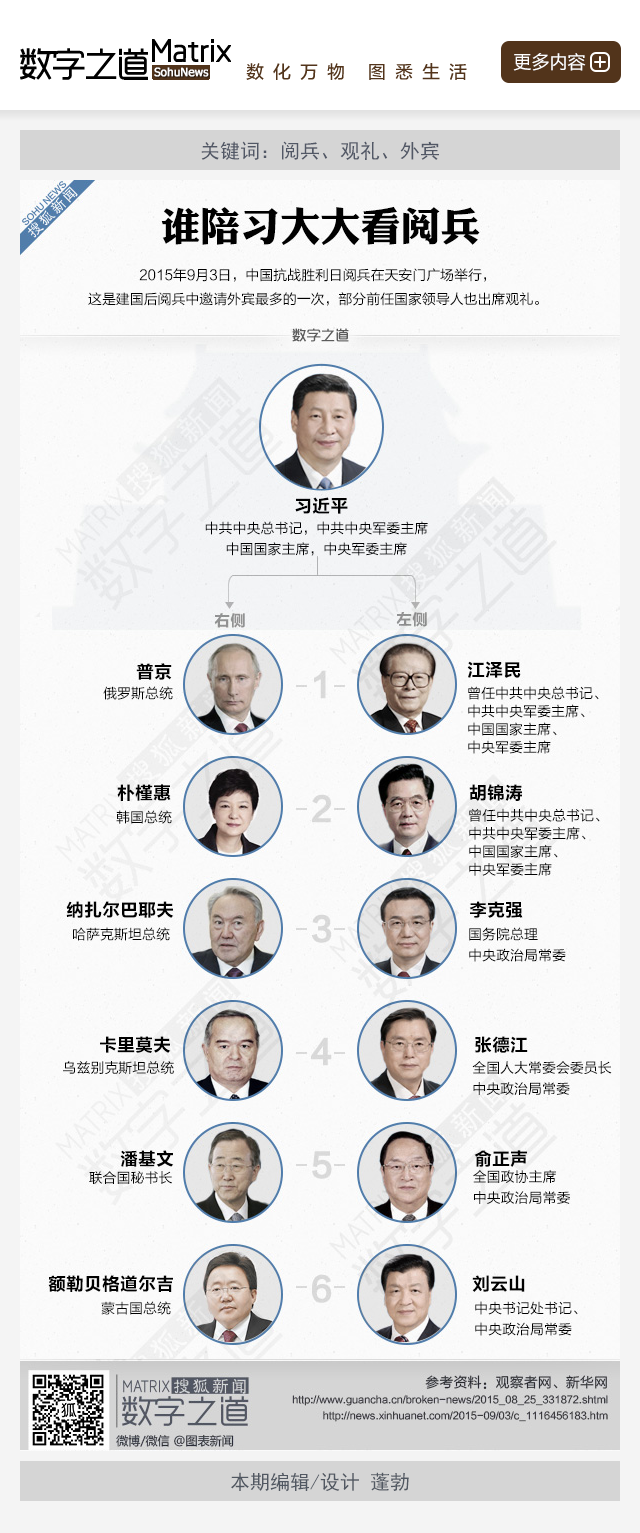 数字之道 Matrix
SohuNews
数化万物 图悉生活
更多内容
关键词：阅兵、观礼、外宾
SOHU NEWS
搜狐新闻
谁陪习大大看阅兵
2015年9月3日，中国抗战胜利日阅兵在天安门广场举行，
这是建国后阅兵中邀请外宾最多的一次，部分前任国家领导人也出席观礼。
数字之道
习近平
中共中央总书记，中共中央军委主席
中国国家主席，中央军委主席
右侧
左侧
普京
俄罗斯总统
1
江泽民
曾任中共中央总书记、
中共中央军委主席、
中国国家主席、
中央军委主席
朴槿惠
韩国总统
2
胡锦涛
曾任中共中央总书记、
中共中央军委主席、
中国国家主席、
中央军委主席
纳扎尔巴耶夫
哈萨克斯坦总统
3
李克强
国务院总理
中央政治局常委
卡里莫夫
乌兹别克斯坦总统
4
张德江
全国人大常委会委员长
中央政治局常委
潘基文
联合国秘书长
5
俞正声
全国政协主席
中央政治局常委
额勒贝格道尔吉
蒙古国总统
6
刘云山
中央书记处书记、
中央政治局常委
狐
MATRIX 搜狐新闻
数字之道
微博/微信 @图表新闻
参考资料：观察者网、新华网
http://www.guancha.cn/broken-news/2015_08_25_331872.shtml
http://news.xinhuanet.com/2015-09/03/c_1116456183.htm
本期编辑/设计 蓬勃